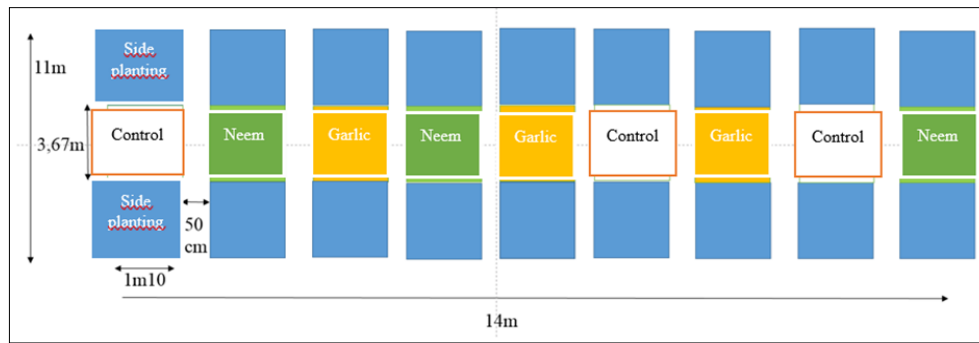 Side
planting
11m
Control
Neem
Garlic
Neem
Garlic
Control
Garlic
Control
Neem
3,67m
Side
planting
50
cm
1m10
14m